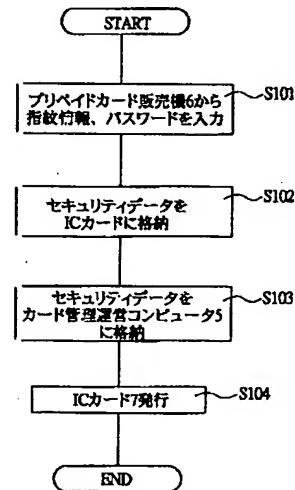 START
プリペイドカード販売機6から
指紋情報、パスワードを入力
S101
セキュリティデータを
ICカードに格納
S102
セキュリティデータを
カード管理運営コンピュータ5
に格納
S103
ICカード7発行
S104
END